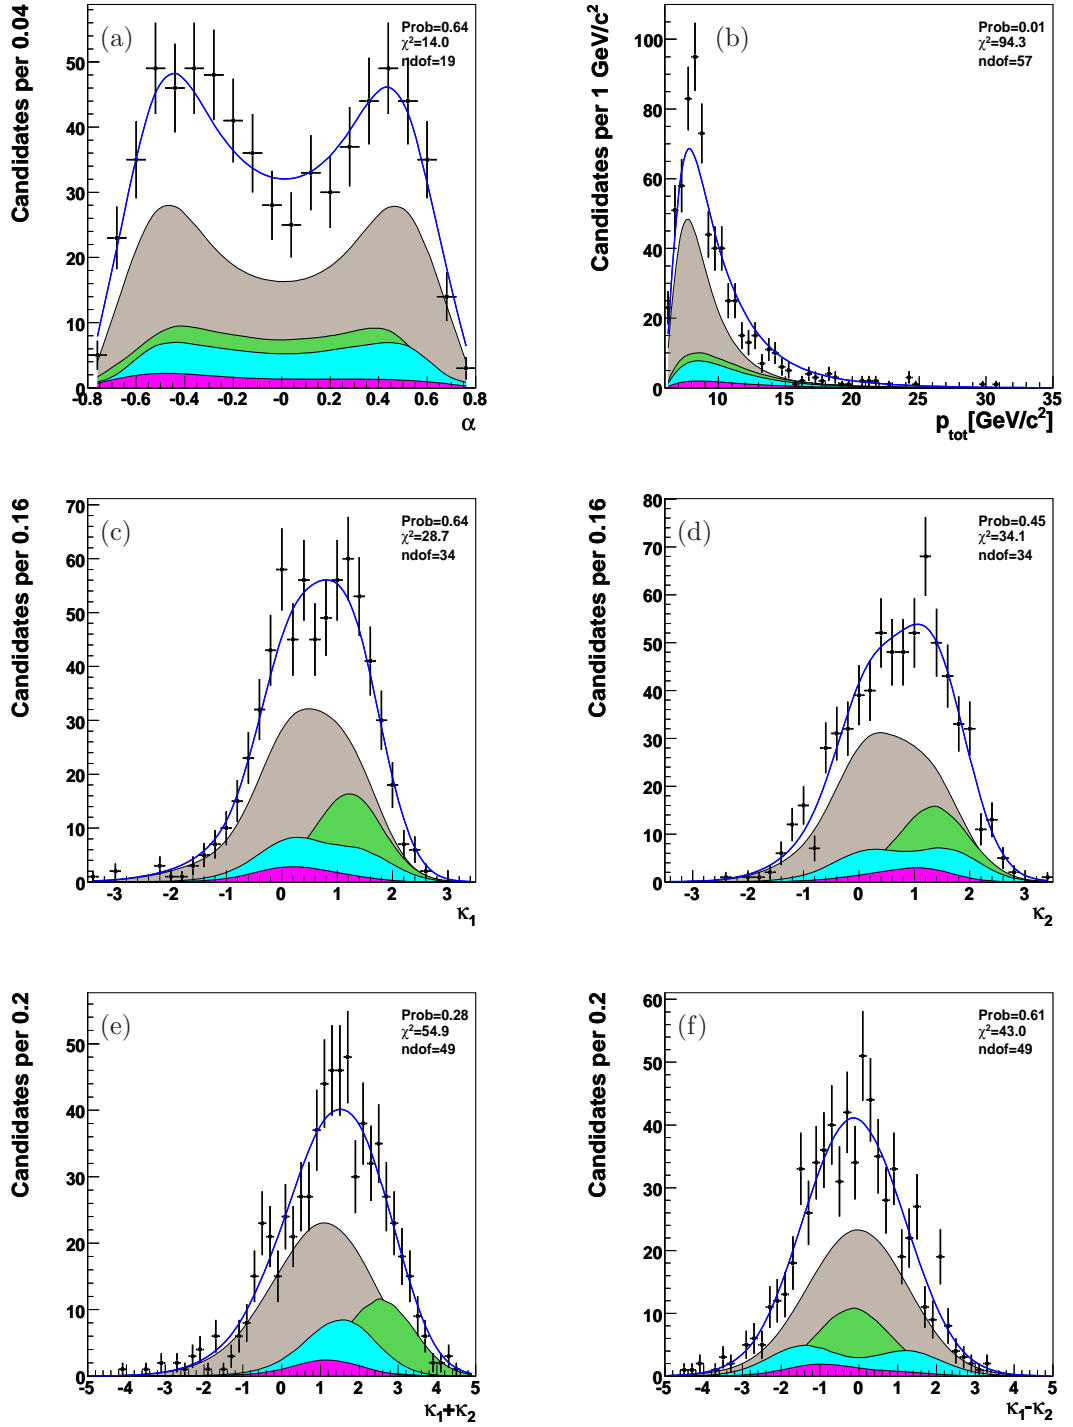 Candidates per 0.04
(a)
Prob=0.64
χ²=14.0
ndof=19
50
40
30
20
10
0
-0.8 -0.6 -0.4 -0.2 -0 0.2 0.4 0.6 0.8
α
Candidates per 1 GeV/c²
(b)
Prob=0.01
χ²=94.3
ndof=57
100
80
60
40
20
0
10 15 20 25 30 35
p_tot[GeV/c²]
Candidates per 0.16
(c)
Prob=0.64
χ²=28.7
ndof=34
70
60
50
40
30
20
10
0
-3 -2 -1 0 1 2 3
κ₁
Candidates per 0.16
(d)
Prob=0.45
χ²=34.1
ndof=34
80
70
60
50
40
30
20
10
0
-3 -2 -1 0 1 2 3
κ₂
Candidates per 0.2
(e)
Prob=0.28
χ²=54.9
ndof=49
50
40
30
20
10
0
-5 -4 -3 -2 -1 0 1 2 3 4 5
κ₁+κ₂
Candidates per 0.2
(f)
Prob=0.61
χ²=43.0
ndof=49
60
50
40
30
20
10
0
-5 -4 -3 -2 -1 0 1 2 3 4 5
κ₁-κ₂